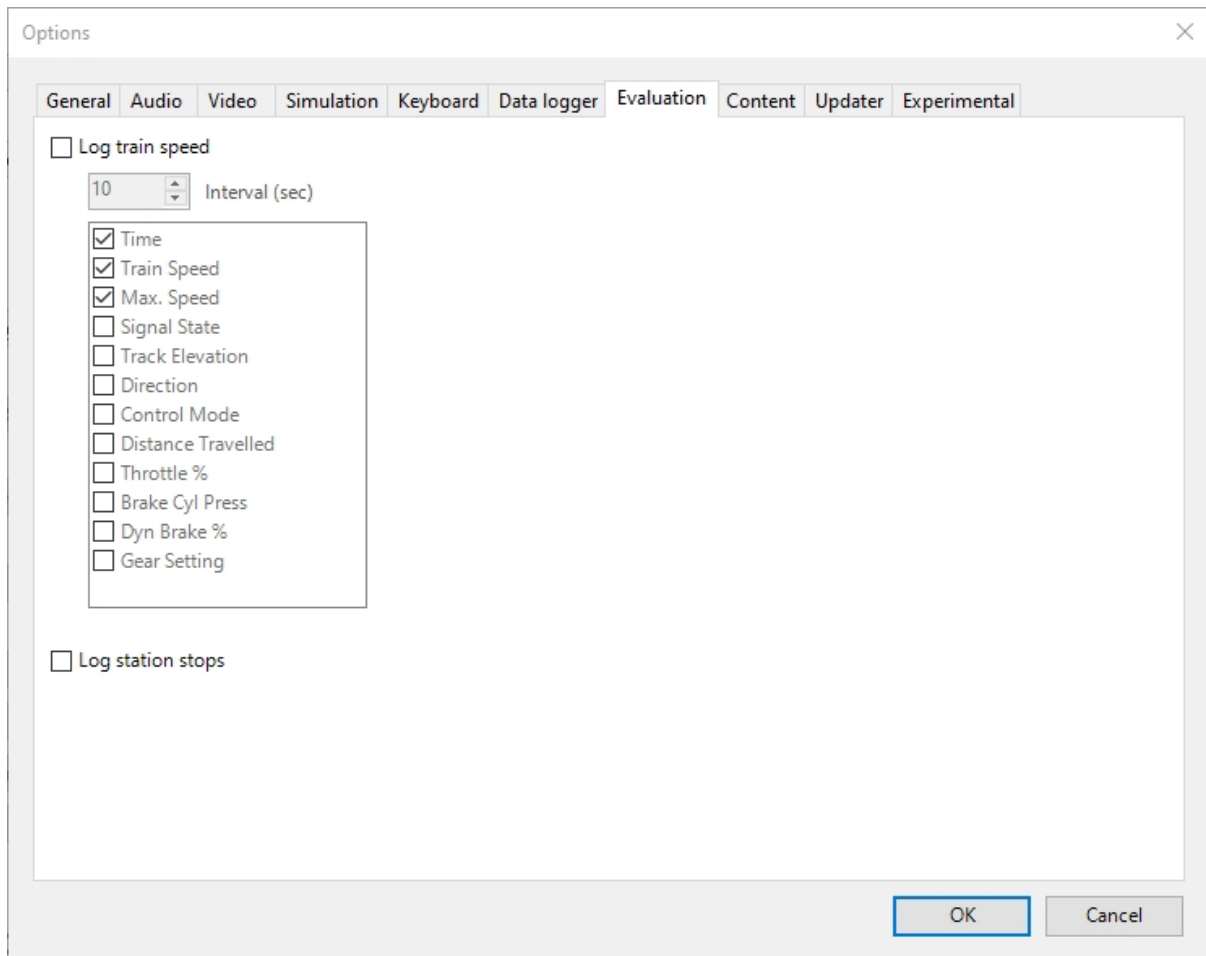 Options
General Audio Video Simulation Keyboard Data logger Evaluation Content Updater Experimental
Log train speed
10 Interval (sec)
Time
Train Speed
Max. Speed
Signal State
Track Elevation
Direction
Control Mode
Distance Travelled
Throttle %
Brake Cyl Press
Dyn Brake %
Gear Setting
Log station stops
OK Cancel